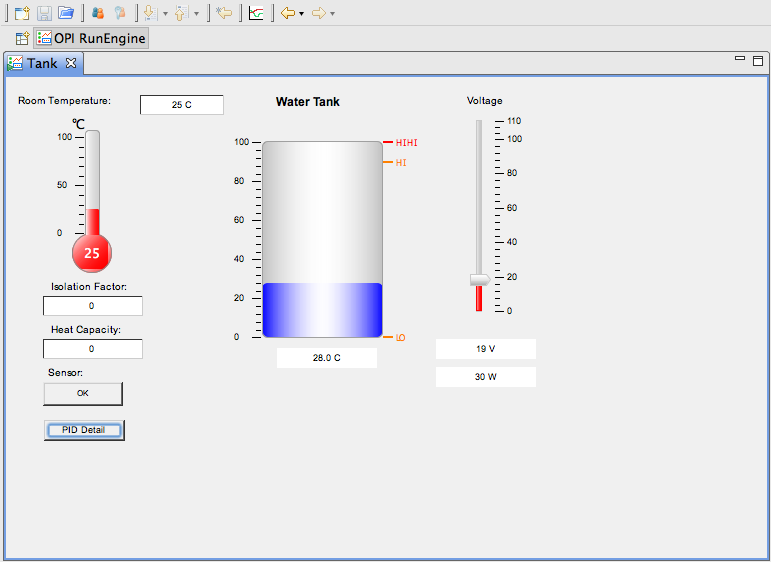 OPI RunEngine
Tank
Room Temperature:
25 C
Water Tank
Voltage
℃
100
50
0
25
100
80
60
40
20
0
HIHI
HI
LO
28.0 C
110
100
80
60
40
20
0
19 V
30 W
Isolation Factor:
0
Heat Capacity:
0
Sensor:
OK
PID Detail